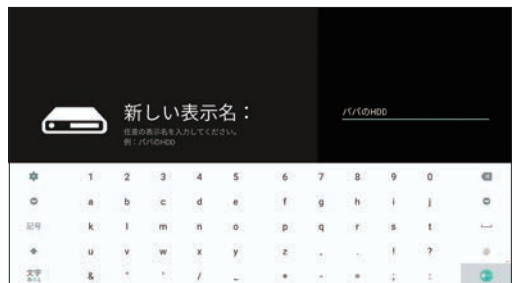 新しい表示名：
任意の表示名を入力してください。
例：パパのHDD
パパのHDD
1 2 3 4 5 6 7 8 9 0
a b c d e f g h i j
記号 k l m n o p q r s t
u v w x y z ! ?
文字
& /